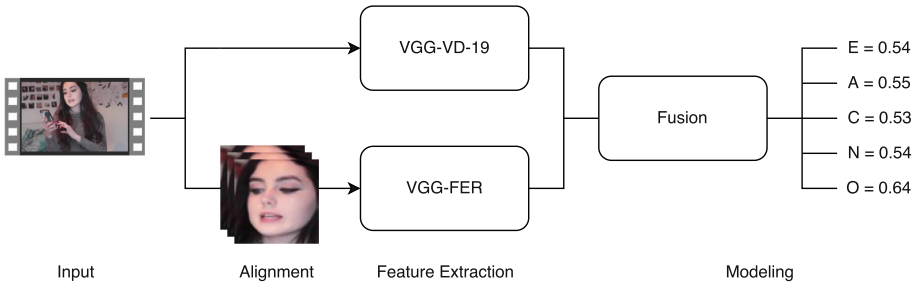 VGG-VD-19
E = 0.54
A = 0.55
Fusion
C = 0.53
N = 0.54
VGG-FER
O = 0.64
Input
Alignment
Feature Extraction
Modeling